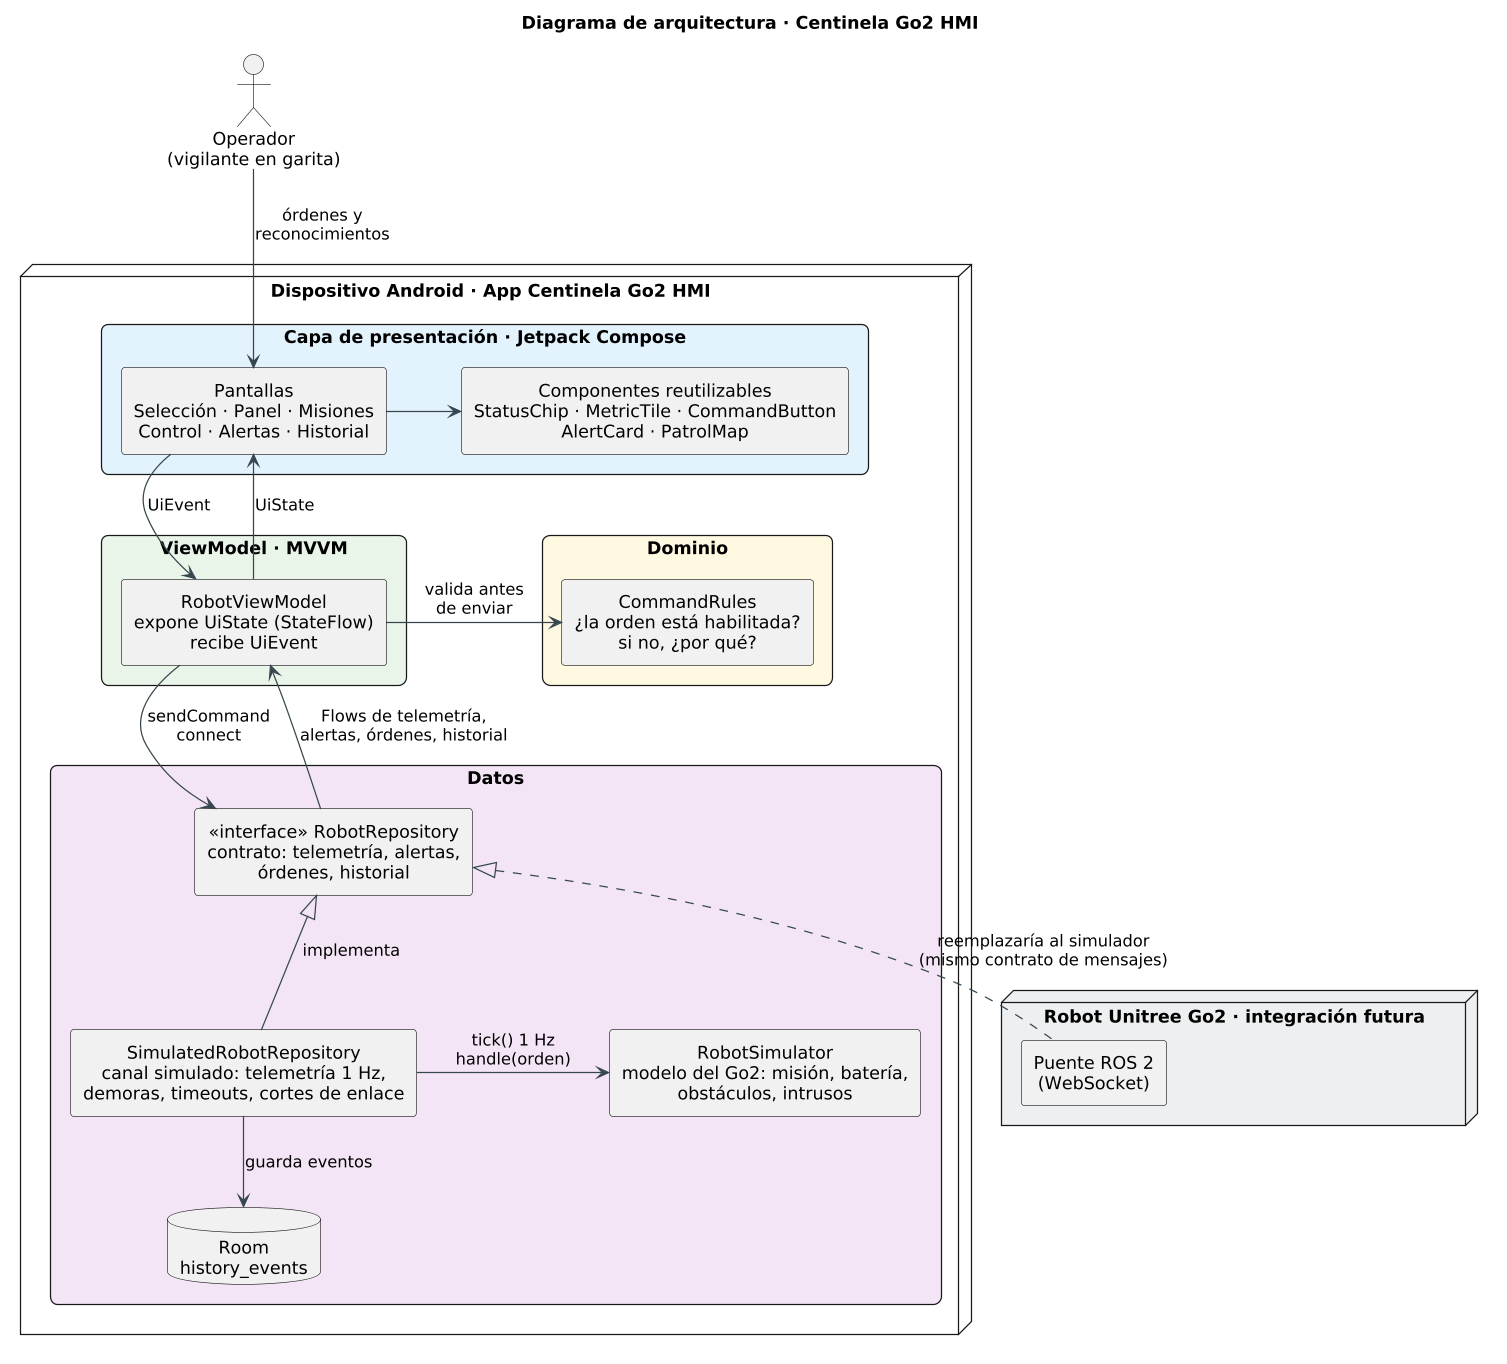 Diagrama de arquitectura · Centinela Go2 HMI
Operador
(vigilante en garita)
órdenes y
reconocimientos
Dispositivo Android · App Centinela Go2 HMI
Capa de presentación · Jetpack Compose
Pantallas
Selección · Panel · Misiones
Control · Alertas · Historial
Componentes reutilizables
StatusChip · MetricTile · CommandButton
AlertCard · PatrolMap
UiEvent
UiState
ViewModel · MVVM
RobotViewModel
expone UiState (StateFlow)
recibe UiEvent
valida antes
de enviar
Dominio
CommandRules
¿la orden está habilitada?
si no, ¿por qué?
sendCommand
connect
Flows de telemetría,
alertas, órdenes, historial
Datos
«interface» RobotRepository
contrato: telemetría, alertas,
órdenes, historial
implementa
reemplazaría al simulador
(mismo contrato de mensajes)
Robot Unitree Go2 · integración futura
Puente ROS 2
(WebSocket)
SimulatedRobotRepository
canal simulado: telemetría 1 Hz,
demoras, timeouts, cortes de enlace
tick() 1 Hz
handle(orden)
RobotSimulator
modelo del Go2: misión, batería,
obstáculos, intrusos
guarda eventos
Room
history_events